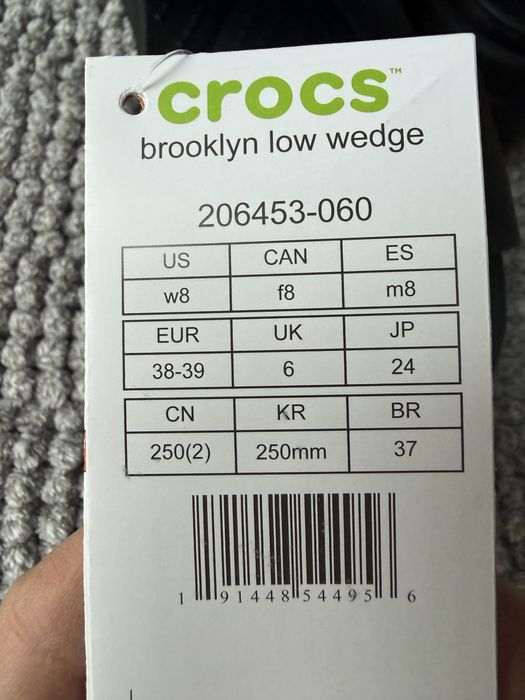 crocs™
brooklyn low wedge
206453-060
US CAN ES
w8 f8 m8
EUR UK JP
38-39 6 24
CN KR BR
250(2) 250mm 37
1 91448 54495 6